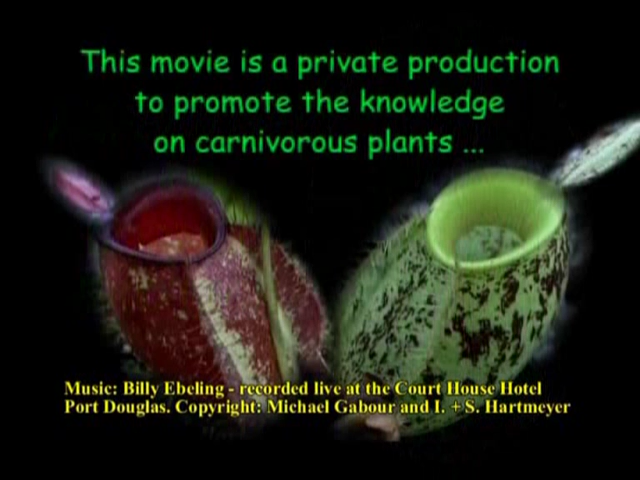 This movie is a private production
to promote the knowledge
on carnivorous plants ...
Music: Billy Ebeling - recorded live at the Court House Hotel
Port Douglas. Copyright: Michael Gabour and I. + S. Hartmeyer